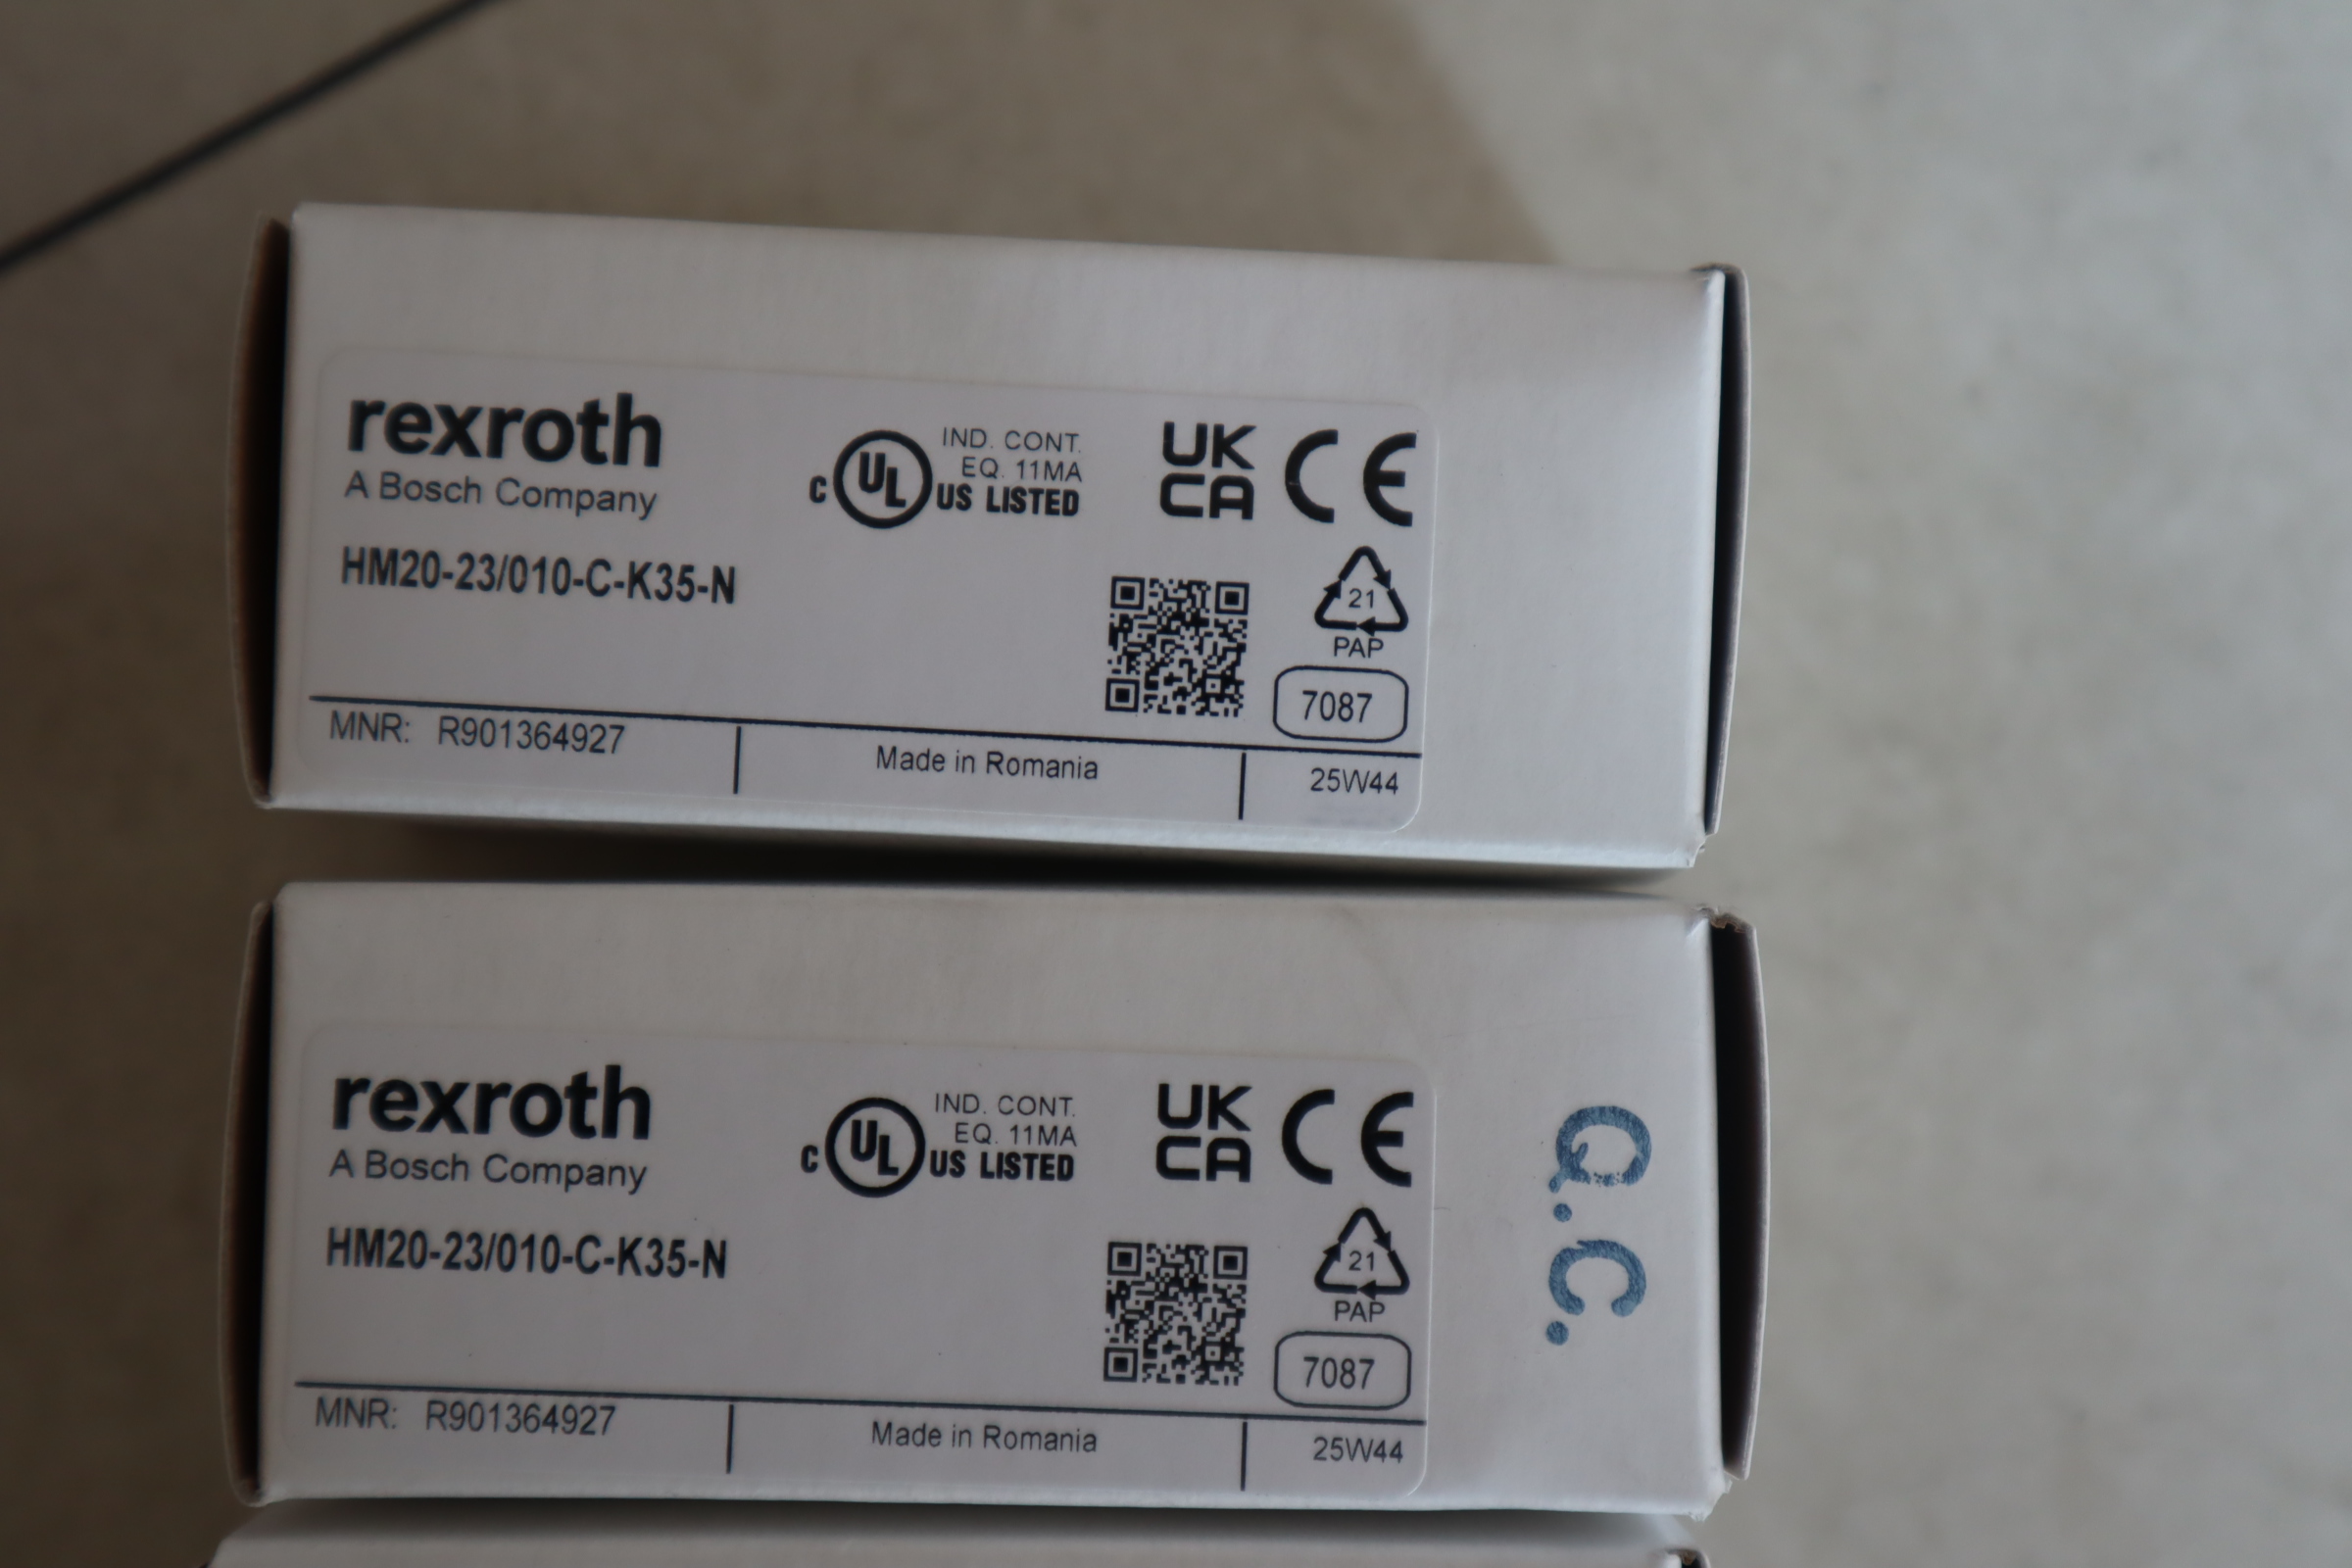 rexroth
A Bosch Company
C UL US LISTED
IND. CONT.
EQ. 11MA
UK
CA
CE
HM20-23/010-C-K35-N
21
PAP
7087
MNR: R901364927
Made in Romania
25W44
rexroth
A Bosch Company
C UL US LISTED
IND. CONT.
EQ. 11MA
UK
CA
CE
HM20-23/010-C-K35-N
21
PAP
7087
MNR: R901364927
Made in Romania
25W44
Q.C.